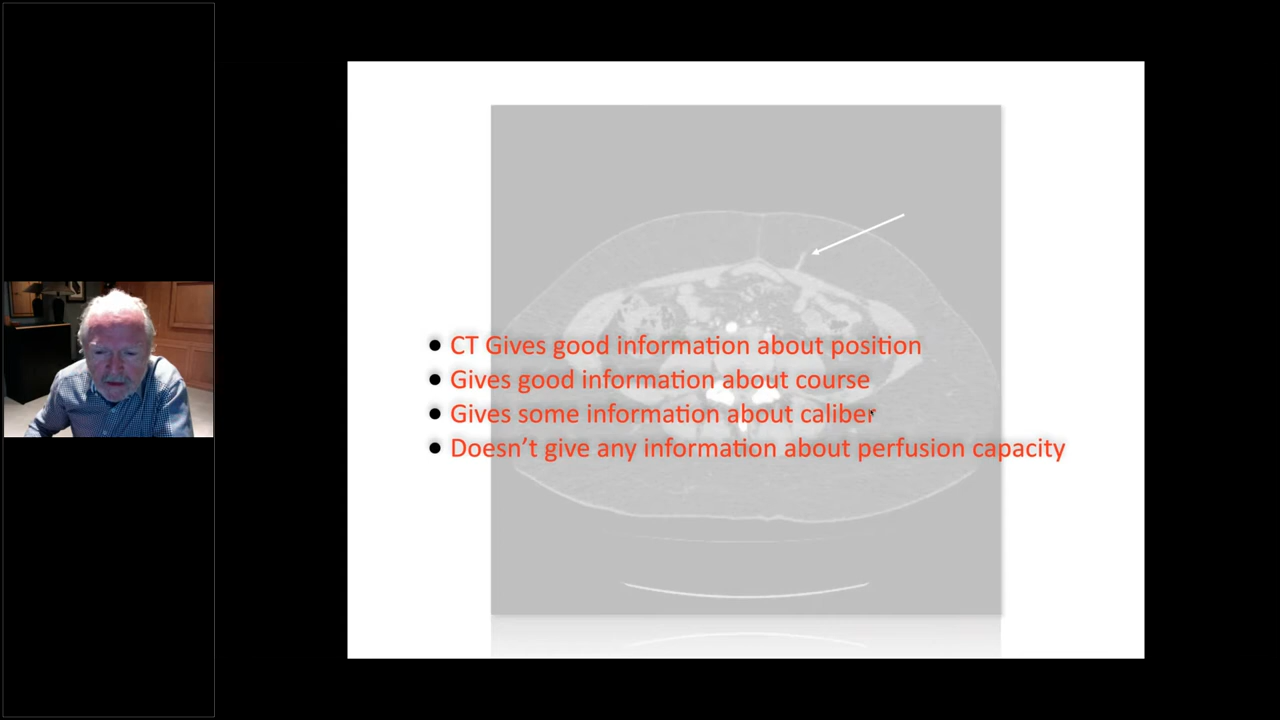 • CT Gives good information about position
• Gives good information about course
• Gives some information about caliber
• Doesn’t give any information about perfusion capacity